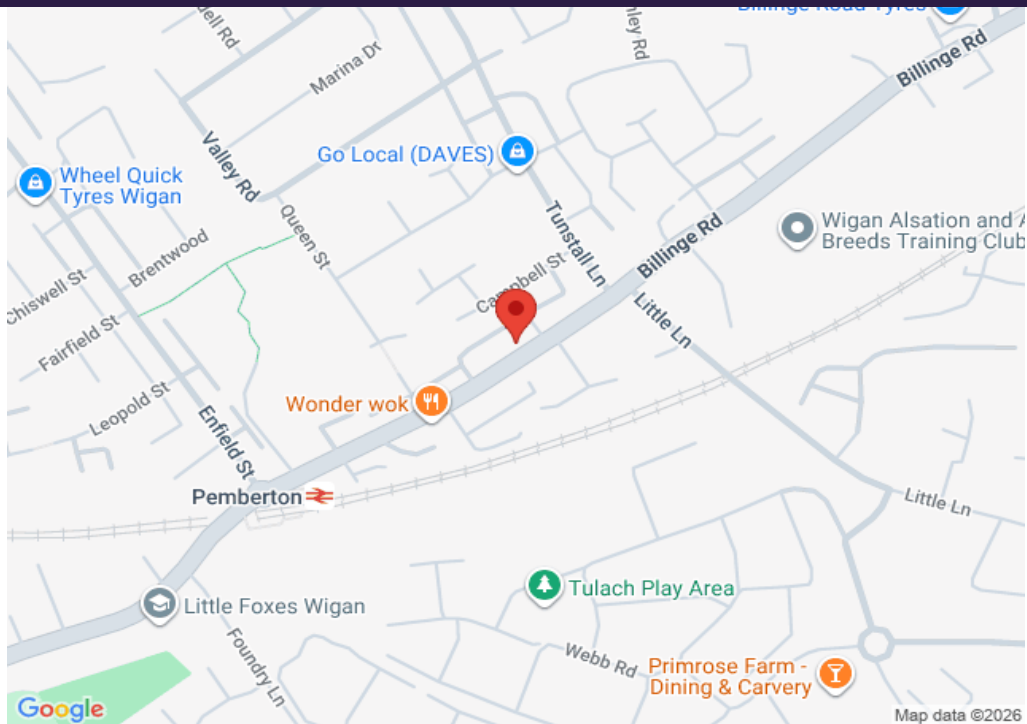 Billinge Road Tyres
Billinge Rd
Marina Dr
Valley Rd
Go Local (DAVES)
Wheel Quick
Tyres Wigan
Queen St
Tunstall Ln
Billinge Rd
Wigan Alsation and A
Breeds Training Club
Brentwood
Chiswell St
Campbell St
Little Ln
Fairfield St
Leopold St
Wonder wok
Enfield St
Pemberton
Little Ln
Tulach Play Area
Little Foxes Wigan
Foundry Ln
Webb Rd
Primrose Farm -
Dining & Carvery
Google
Map data ©2026